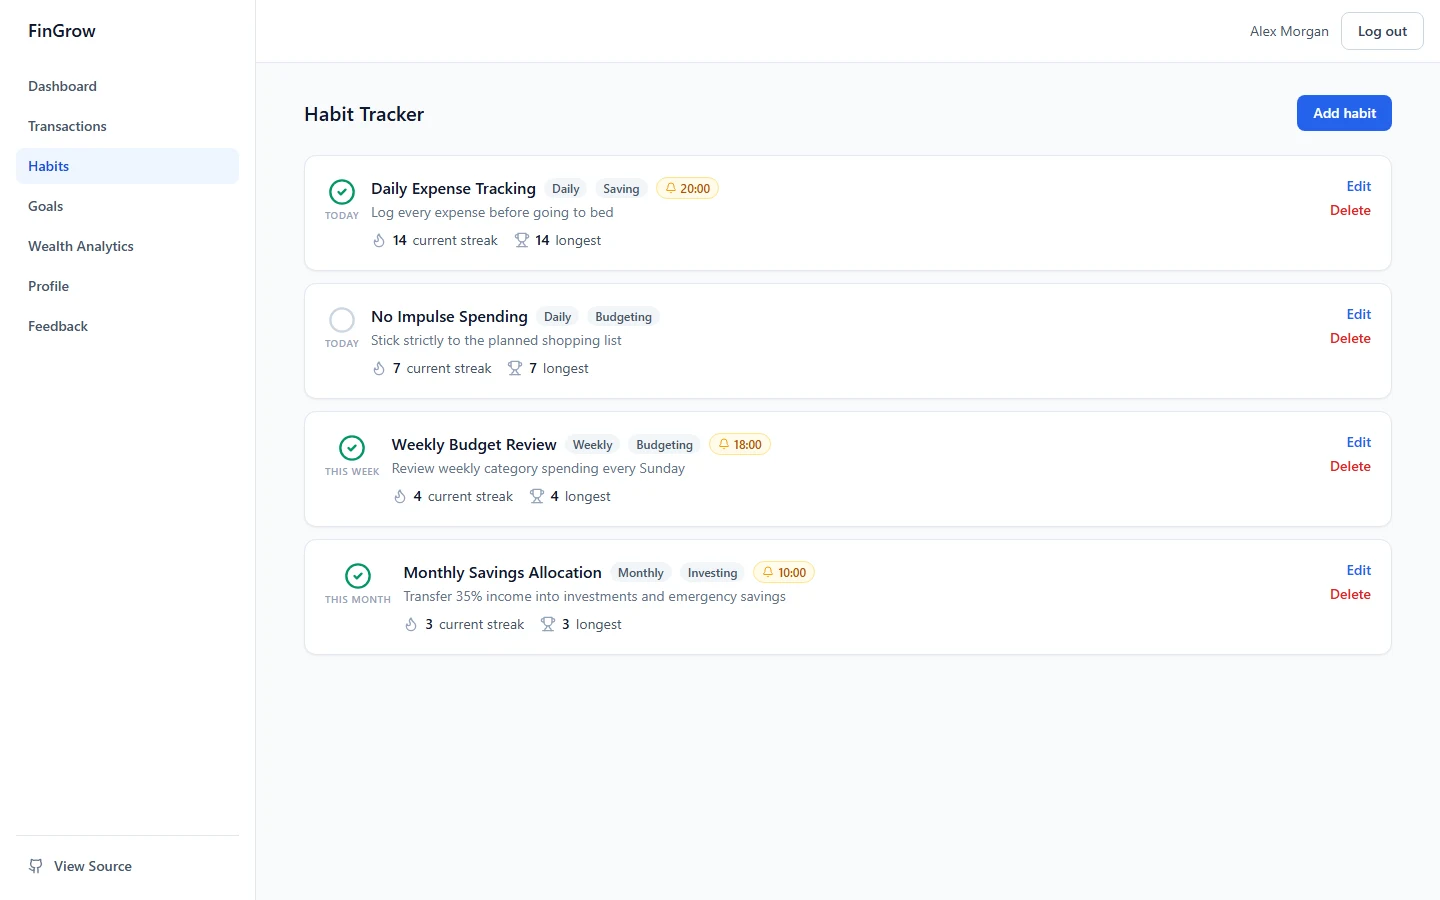 FinGrow
Dashboard
Transactions
Habits
Goals
Wealth Analytics
Profile
Feedback
View Source
Alex Morgan
Log out
Habit Tracker
Add habit
Daily Expense Tracking Daily Saving 20:00
TODAY
Log every expense before going to bed
14 current streak 14 longest
Edit
Delete
No Impulse Spending Daily Budgeting
TODAY
Stick strictly to the planned shopping list
7 current streak 7 longest
Edit
Delete
Weekly Budget Review Weekly Budgeting 18:00
THIS WEEK
Review weekly category spending every Sunday
4 current streak 4 longest
Edit
Delete
Monthly Savings Allocation Monthly Investing 10:00
THIS MONTH
Transfer 35% income into investments and emergency savings
3 current streak 3 longest
Edit
Delete